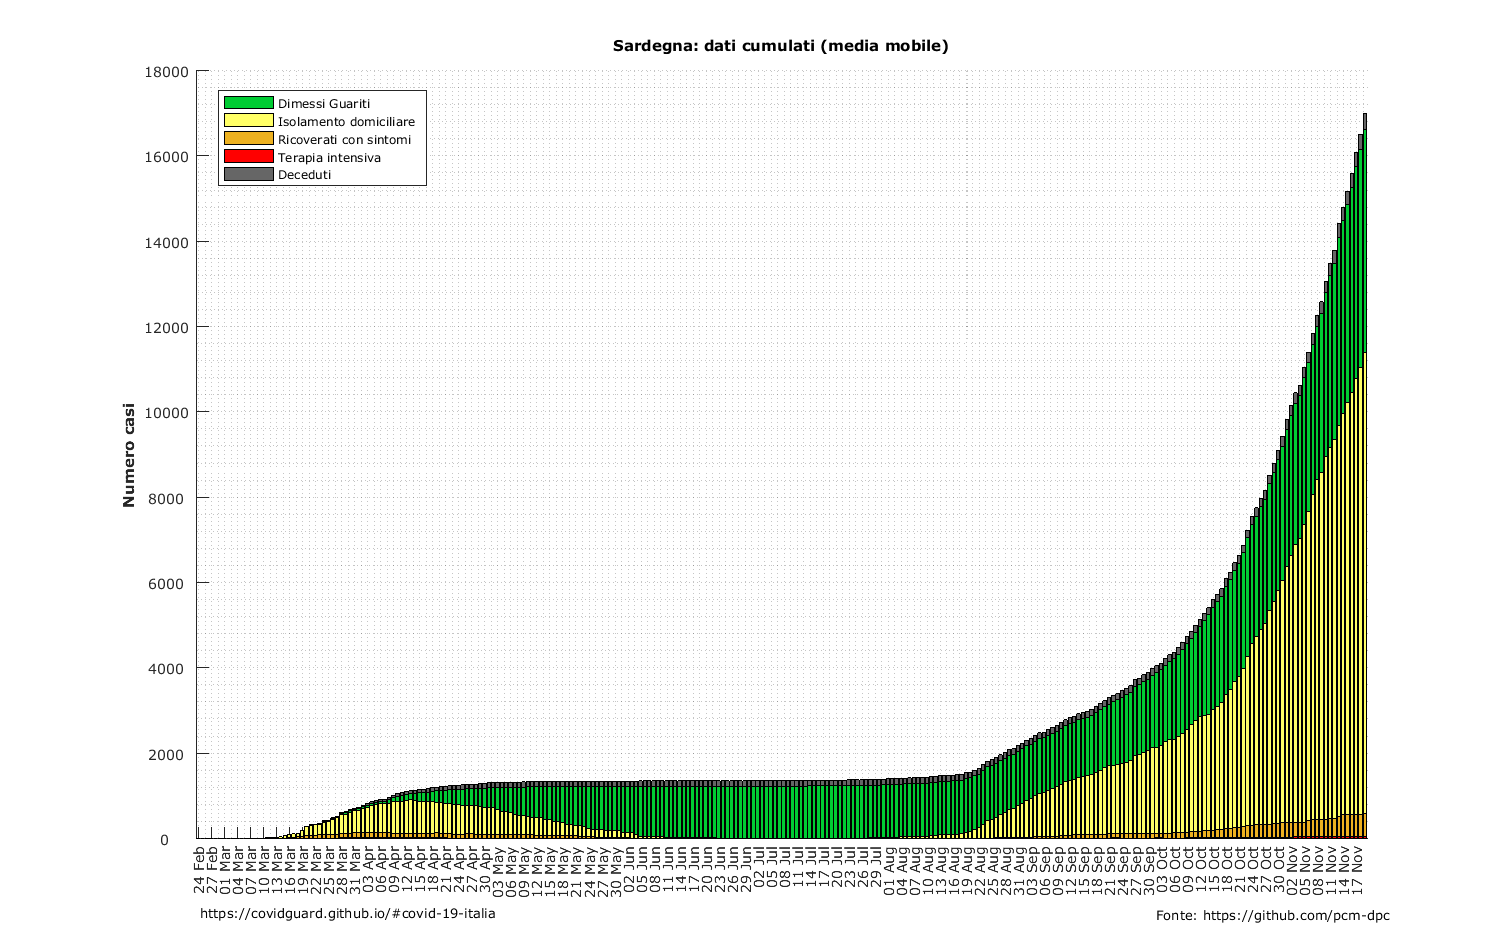 Sardegna: dati cumulati (media mobile)
18000
16000
14000
12000
10000
8000
6000
4000
2000
0
Numero casi
Dimessi Guariti
Isolamento domiciliare
Ricoverati con sintomi
Terapia intensiva
Deceduti
24 Feb
27 Feb
01 Mar
04 Mar
07 Mar
10 Mar
13 Mar
16 Mar
19 Mar
22 Mar
25 Mar
28 Mar
31 Mar
03 Apr
06 Apr
09 Apr
12 Apr
15 Apr
18 Apr
21 Apr
24 Apr
27 Apr
30 Apr
03 May
06 May
09 May
12 May
15 May
18 May
21 May
24 May
27 May
30 May
02 Jun
05 Jun
08 Jun
11 Jun
14 Jun
17 Jun
20 Jun
23 Jun
26 Jun
29 Jun
02 Jul
05 Jul
08 Jul
11 Jul
14 Jul
17 Jul
20 Jul
23 Jul
26 Jul
29 Jul
01 Aug
04 Aug
07 Aug
10 Aug
13 Aug
16 Aug
19 Aug
22 Aug
25 Aug
28 Aug
31 Aug
03 Sep
06 Sep
09 Sep
12 Sep
15 Sep
18 Sep
21 Sep
24 Sep
27 Sep
30 Sep
03 Oct
06 Oct
09 Oct
12 Oct
15 Oct
18 Oct
21 Oct
24 Oct
27 Oct
30 Oct
02 Nov
05 Nov
08 Nov
11 Nov
14 Nov
17 Nov
https://covidguard.github.io/#covid-19-italia
Fonte: https://github.com/pcm-dpc